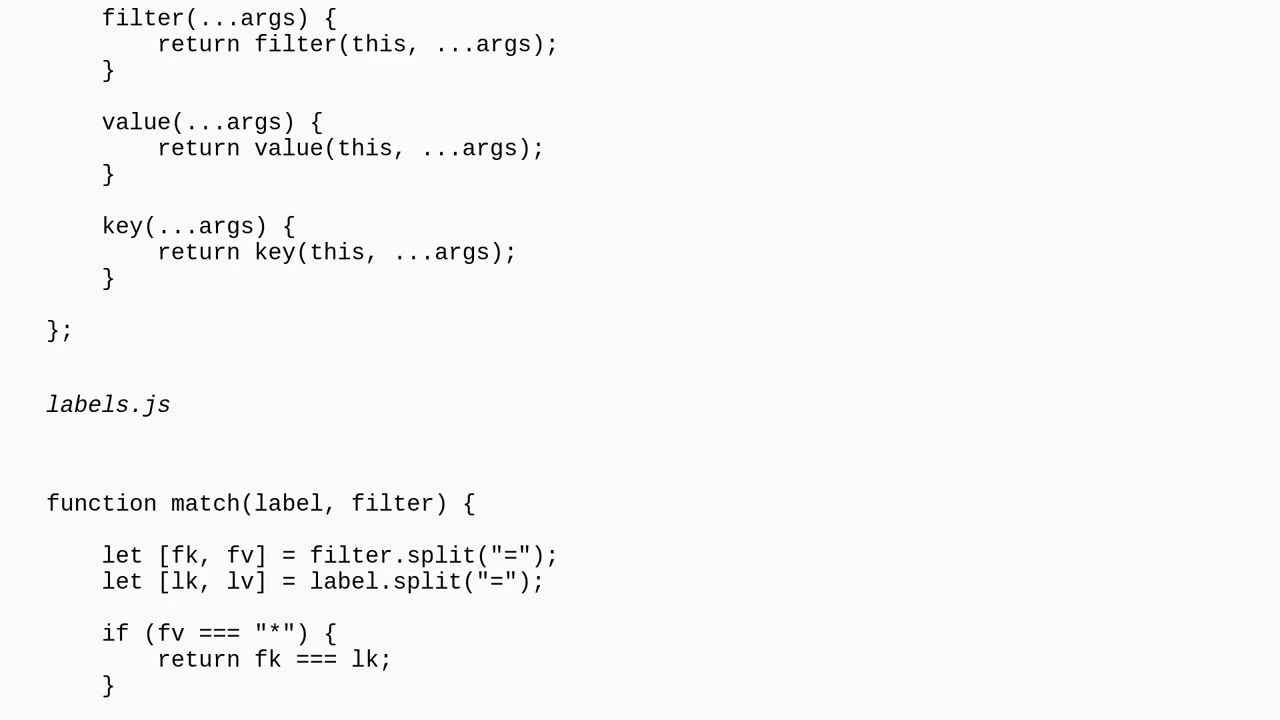 filter(...args) {
return filter(this, ...args);
}
value(...args) {
return value(this, ...args);
}
key(...args) {
return key(this, ...args);
}
};
labels.js
function match(label, filter) {
let [fk, fv] = filter.split("=");
let [lk, lv] = label.split("=");
if (fv === "*") {
return fk === lk;
}